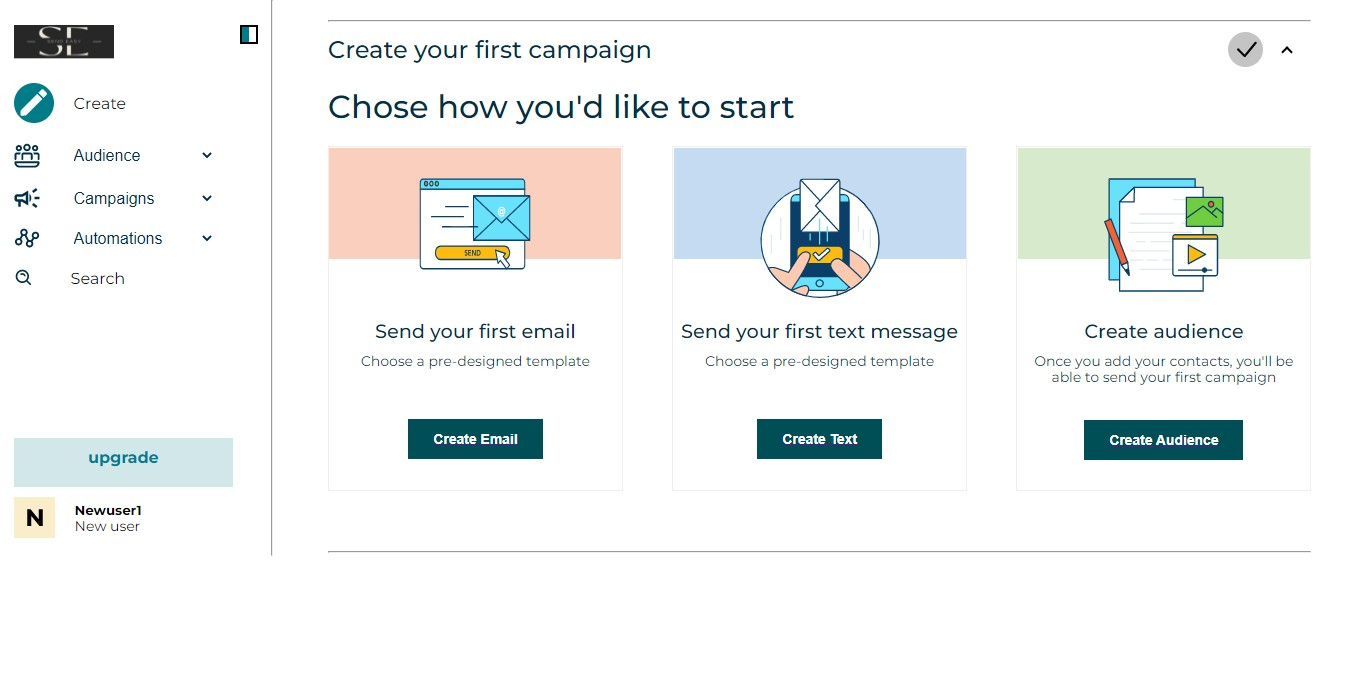 SE
SEND EASY
Create
Audience
Campaigns
Automations
Search
upgrade
N
Newuser1
New user
Create your first campaign
Chose how you'd like to start
@
SEND
Send your first email
Choose a pre-designed template
Create Email
Send your first text message
Choose a pre-designed template
Create Text
Create audience
Once you add your contacts, you'll be
able to send your first campaign
Create Audience